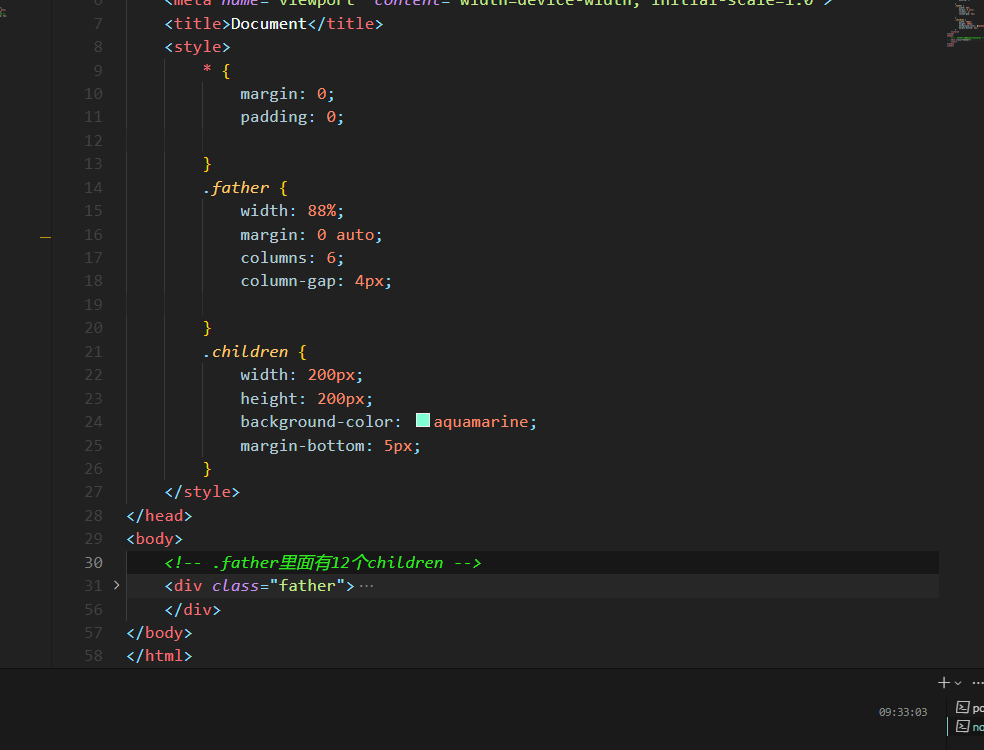 6 <meta name="viewport" content="width=device-width, initial-scale=1.0">
7 <title>Document</title>
8 <style>
9 * {
10 margin: 0;
11 padding: 0;
12
13 }
14 .father {
15 width: 88%;
16 margin: 0 auto;
17 columns: 6;
18 column-gap: 4px;
19
20 }
21 .children {
22 width: 200px;
23 height: 200px;
24 background-color: aquamarine;
25 margin-bottom: 5px;
26 }
27 </style>
28 </head>
29 <body>
30 <!-- .father里面有12个children -->
31 <div class="father">···
56 </div>
57 </body>
58 </html>
09:33:03
po
no